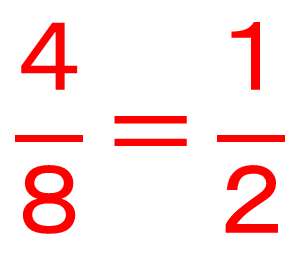 4/8 = 1/2